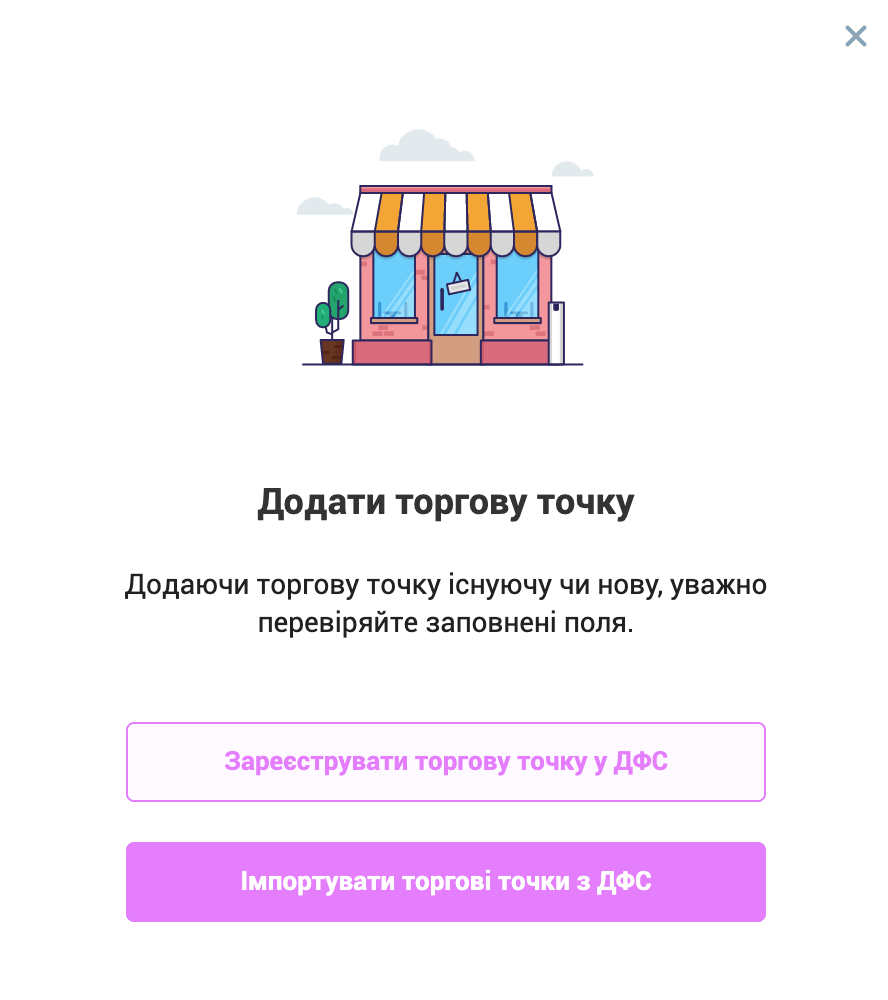 Додати торгову точку
Додаючи торгову точку існуючу чи нову, уважно
перевіряйте заповнені поля.
Зареєструвати торгову точку у ДФС
Імпортувати торгові точки з ДФС